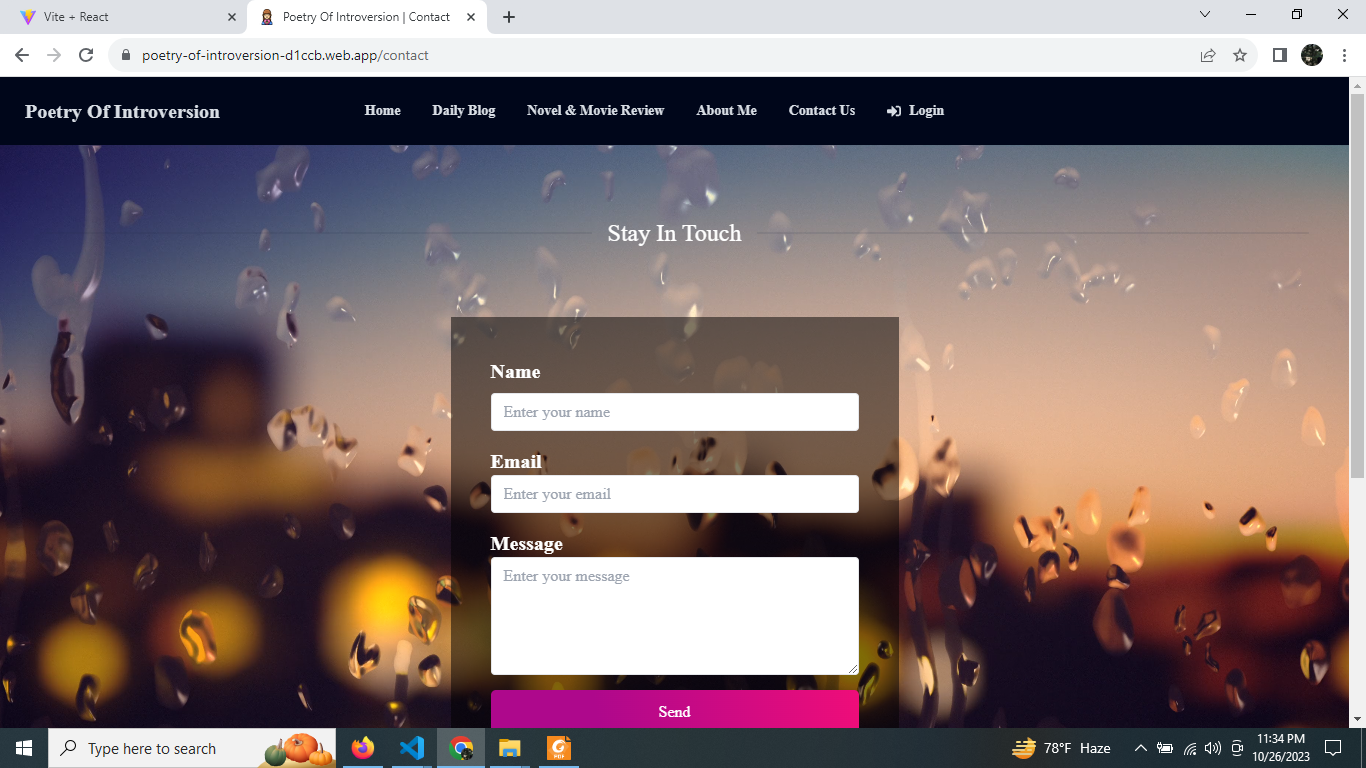 Vite + React
Poetry Of Introversion | Contact
poetry-of-introversion-d1ccb.web.app/contact
Poetry Of Introversion
Home
Daily Blog
Novel & Movie Review
About Me
Contact Us
Login
Stay In Touch
Name
Enter your name
Email
Enter your email
Message
Enter your message
Send
Type here to search
PDF
78°F Haze
11:34 PM
10/26/2023